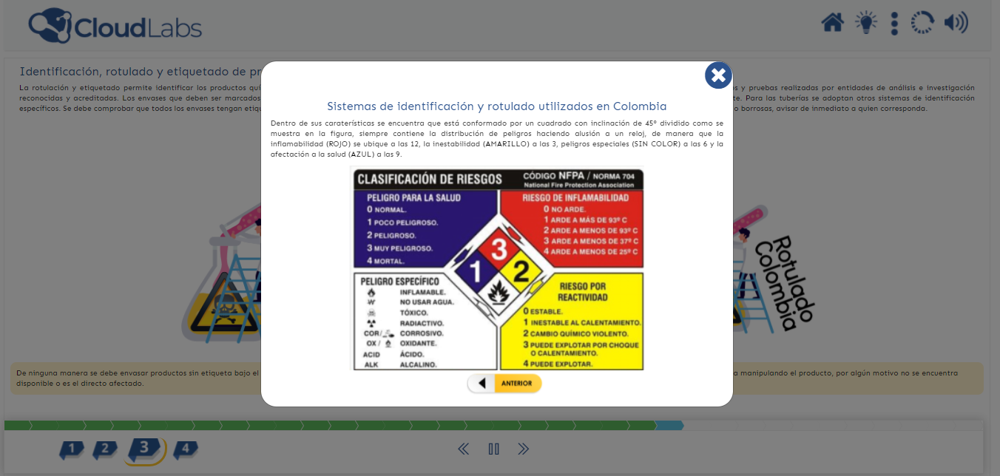 CloudLabs
Identificación, rotulado y etiquetado de pr
La rotulación y etiquetado permite identificar los productos quí
s y pruebas realizadas por entidades de análisis e investigación
reconocidas y acreditadas. Los envases que deben ser marcados
te. Para las tuberías se adoptan otros sistemas de identificación
específicos. Se debe comprobar que todos los envases tengan etiqu
o borrosas, avisar de inmediato a quien corresponda.
Sistemas de identificación y rotulado utilizados en Colombia
Dentro de sus caraterísticas se encuentra que está conformado por un cuadrado con inclinación de 45º dividido como se
muestra en la figura, siempre contiene la distribución de peligros haciendo alusión a un reloj, de manera que la
inflamabilidad (ROJO) se ubique a las 12, la inestabilidad (AMARILLO) a las 3, peligros especiales (SIN COLOR) a las 6 y la
afectación a la salud (AZUL) a las 9.
CLASIFICACIÓN DE RIESGOS
CÓDIGO NFPA / NORMA 704
National Fire Protection Association
PELIGRO PARA LA SALUD
0 NORMAL.
1 POCO PELIGROSO.
2 PELIGROSO.
3 MUY PELIGROSO.
4 MORTAL.
RIESGO DE INFLAMABILIDAD
0 NO ARDE.
1 ARDE A MÁS DE 93º C
2 ARDE A MENOS DE 93º C
3 ARDE A MENOS DE 37º C
4 ARDE A MENOS DE 25º C
3
1
2
PELIGRO ESPECÍFICO
INFLAMABLE.
W NO USAR AGUA.
TÓXICO.
RADIACTIVO.
COR/ CORROSIVO.
OX / OXIDANTE.
ACID ÁCIDO.
ALK ALCALINO.
RIESGO POR
REACTIVIDAD
0 ESTABLE.
1 INESTABLE AL CALENTAMIENTO.
2 CAMBIO QUÍMICO VIOLENTO.
3 PUEDE EXPLOTAR POR CHOQUE
O CALENTAMIENTO.
4 PUEDE EXPLOTAR.
ANTERIOR
Rotulado
Colombia
De ninguna manera se debe envasar productos sin etiqueta bajo el
a manipulando el producto, por algún motivo no se encuentra
disponible o es el directo afectado.
1 2 3 4